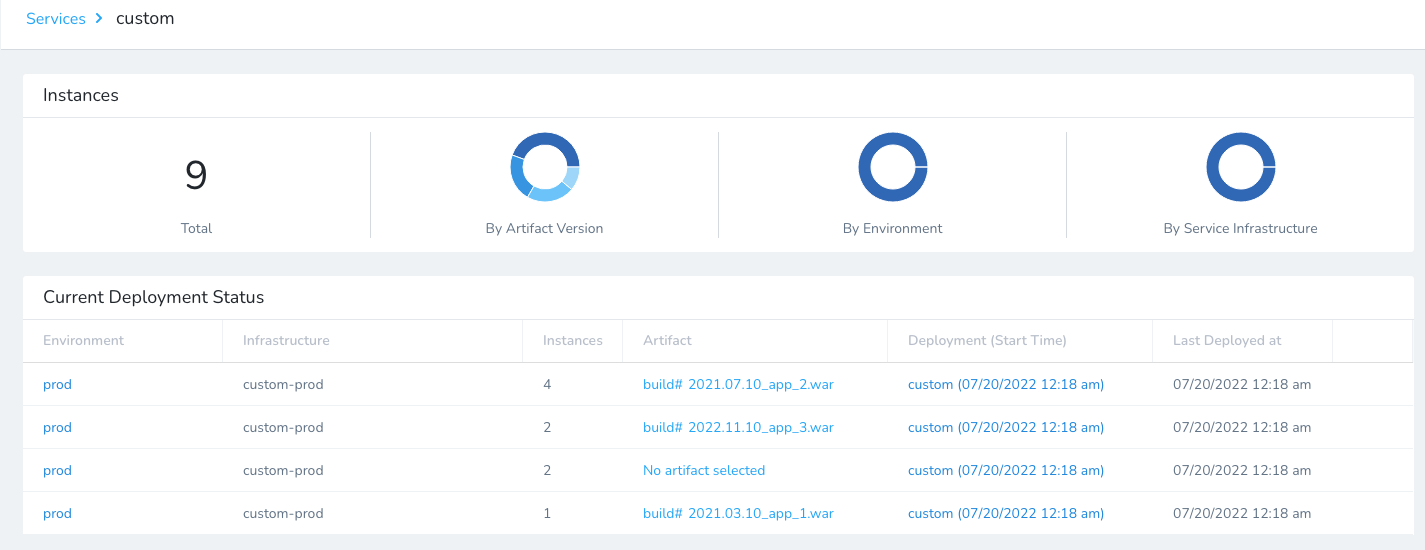 Services > custom
Instances
9
Total
By Artifact Version
By Environment
By Service Infrastructure
Current Deployment Status
Environment Infrastructure Instances Artifact Deployment (Start Time) Last Deployed at
prod custom-prod 4 build# 2021.07.10_app_2.war custom (07/20/2022 12:18 am) 07/20/2022 12:18 am
prod custom-prod 2 build# 2022.11.10_app_3.war custom (07/20/2022 12:18 am) 07/20/2022 12:18 am
prod custom-prod 2 No artifact selected custom (07/20/2022 12:18 am) 07/20/2022 12:18 am
prod custom-prod 1 build# 2021.03.10_app_1.war custom (07/20/2022 12:18 am) 07/20/2022 12:18 am